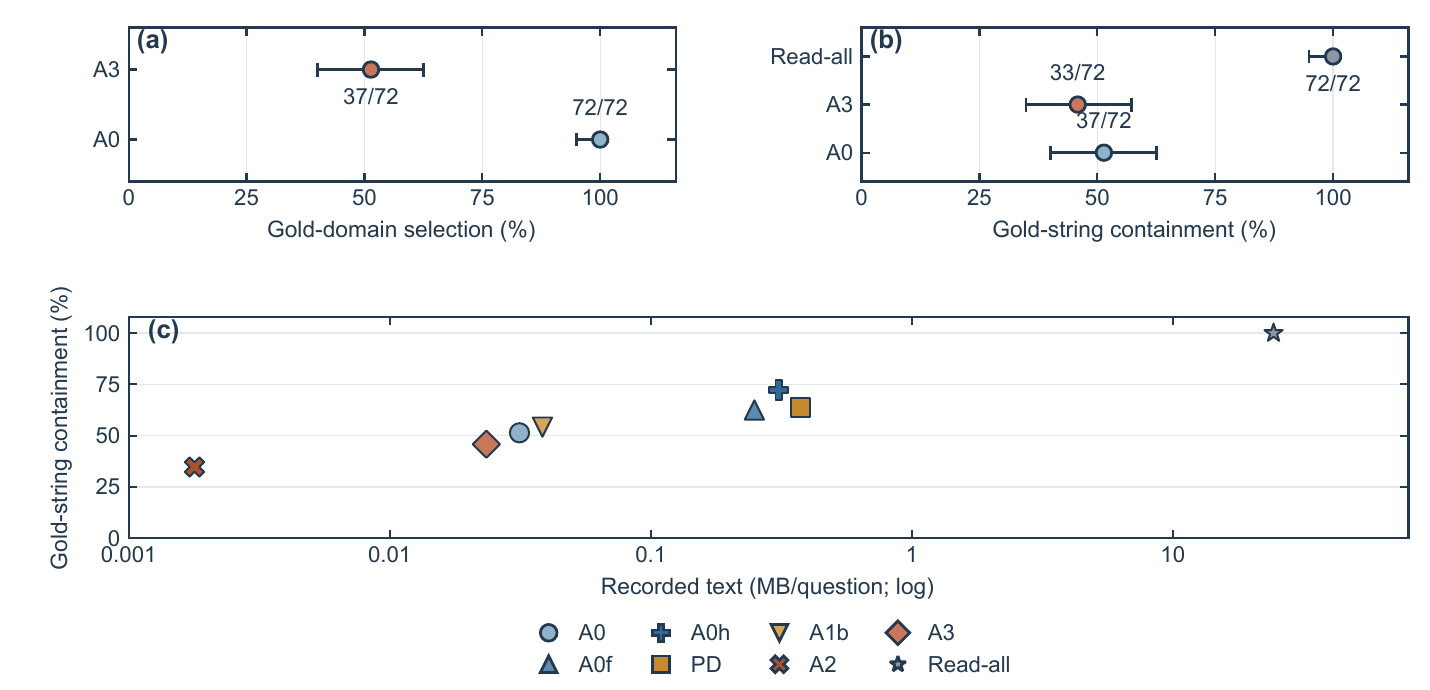 (a)
A3
37/72
72/72
A0
0 25 50 75 100
Gold-domain selection (%)
(b)
Read-all
72/72
33/72
A3
37/72
A0
0 25 50 75 100
Gold-string containment (%)
(c)
Gold-string containment (%)
100
75
50
25
0
0.001 0.01 0.1 1 10
Recorded text (MB/question; log)
A0 A0h A1b A3
A0f PD A2 Read-all